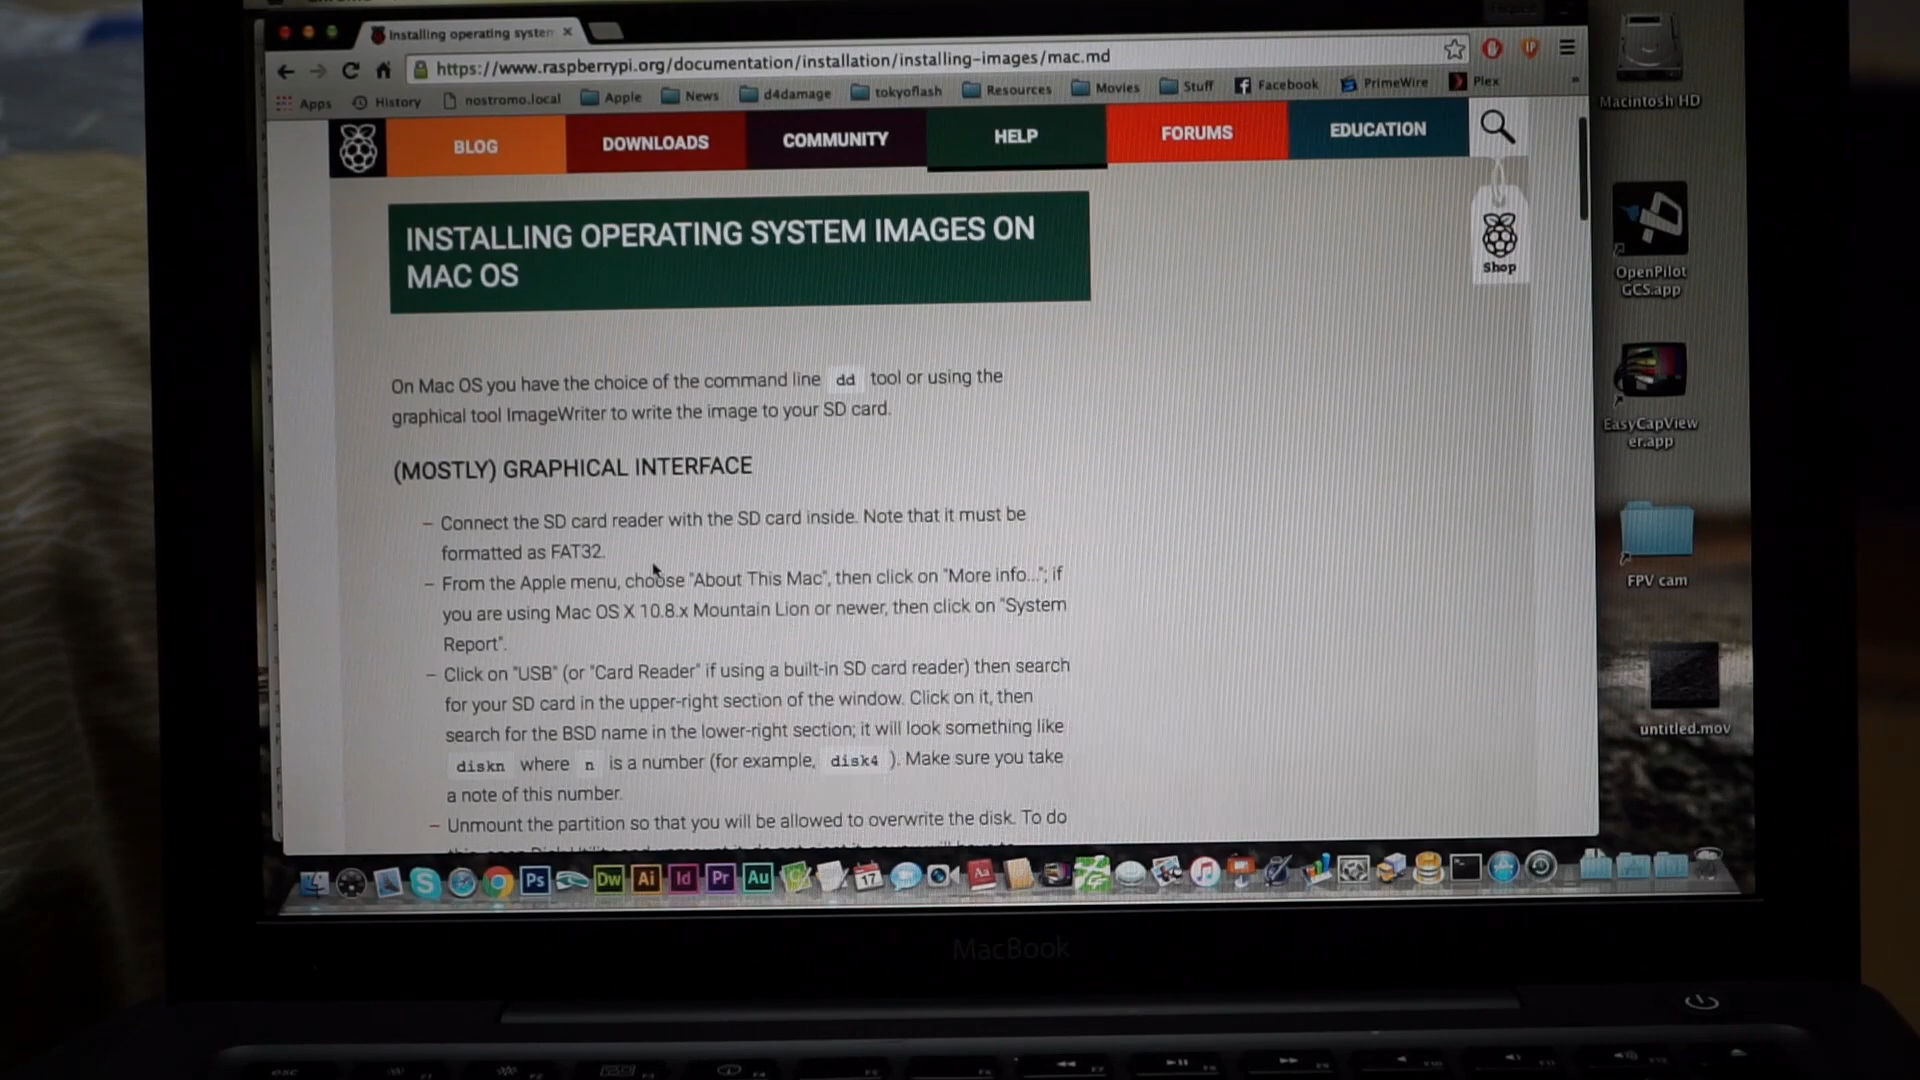 Installing operating system
https://www.raspberrypi.org/documentation/installation/installing-images/mac.md
Apps
History
nostromo.local
Apple
News
d4damage
tokyoflash
Resources
Movies
Stuff
Facebook
PrimeWire
Plex
»
BLOG
DOWNLOADS
COMMUNITY
HELP
FORUMS
EDUCATION
Shop
INSTALLING OPERATING SYSTEM IMAGES ON
MAC OS
On Mac OS you have the choice of the command line dd tool or using the
graphical tool ImageWriter to write the image to your SD card.
(MOSTLY) GRAPHICAL INTERFACE
– Connect the SD card reader with the SD card inside. Note that it must be
formatted as FAT32.
– From the Apple menu, choose "About This Mac", then click on "More info..."; if
you are using Mac OS X 10.8.x Mountain Lion or newer, then click on "System
Report".
– Click on "USB" (or "Card Reader" if using a built-in SD card reader) then search
for your SD card in the upper-right section of the window. Click on it, then
search for the BSD name in the lower-right section; it will look something like
diskn where n is a number (for example, disk4 ). Make sure you take
a note of this number.
– Unmount the partition so that you will be allowed to overwrite the disk. To do
Macintosh HD
OpenPilot
GCS.app
EasyCapView
er.app
FPV cam
untitled.mov
Ps
Dw
Ai
Id
Pr
Au
17
Aa
MacBook
esc